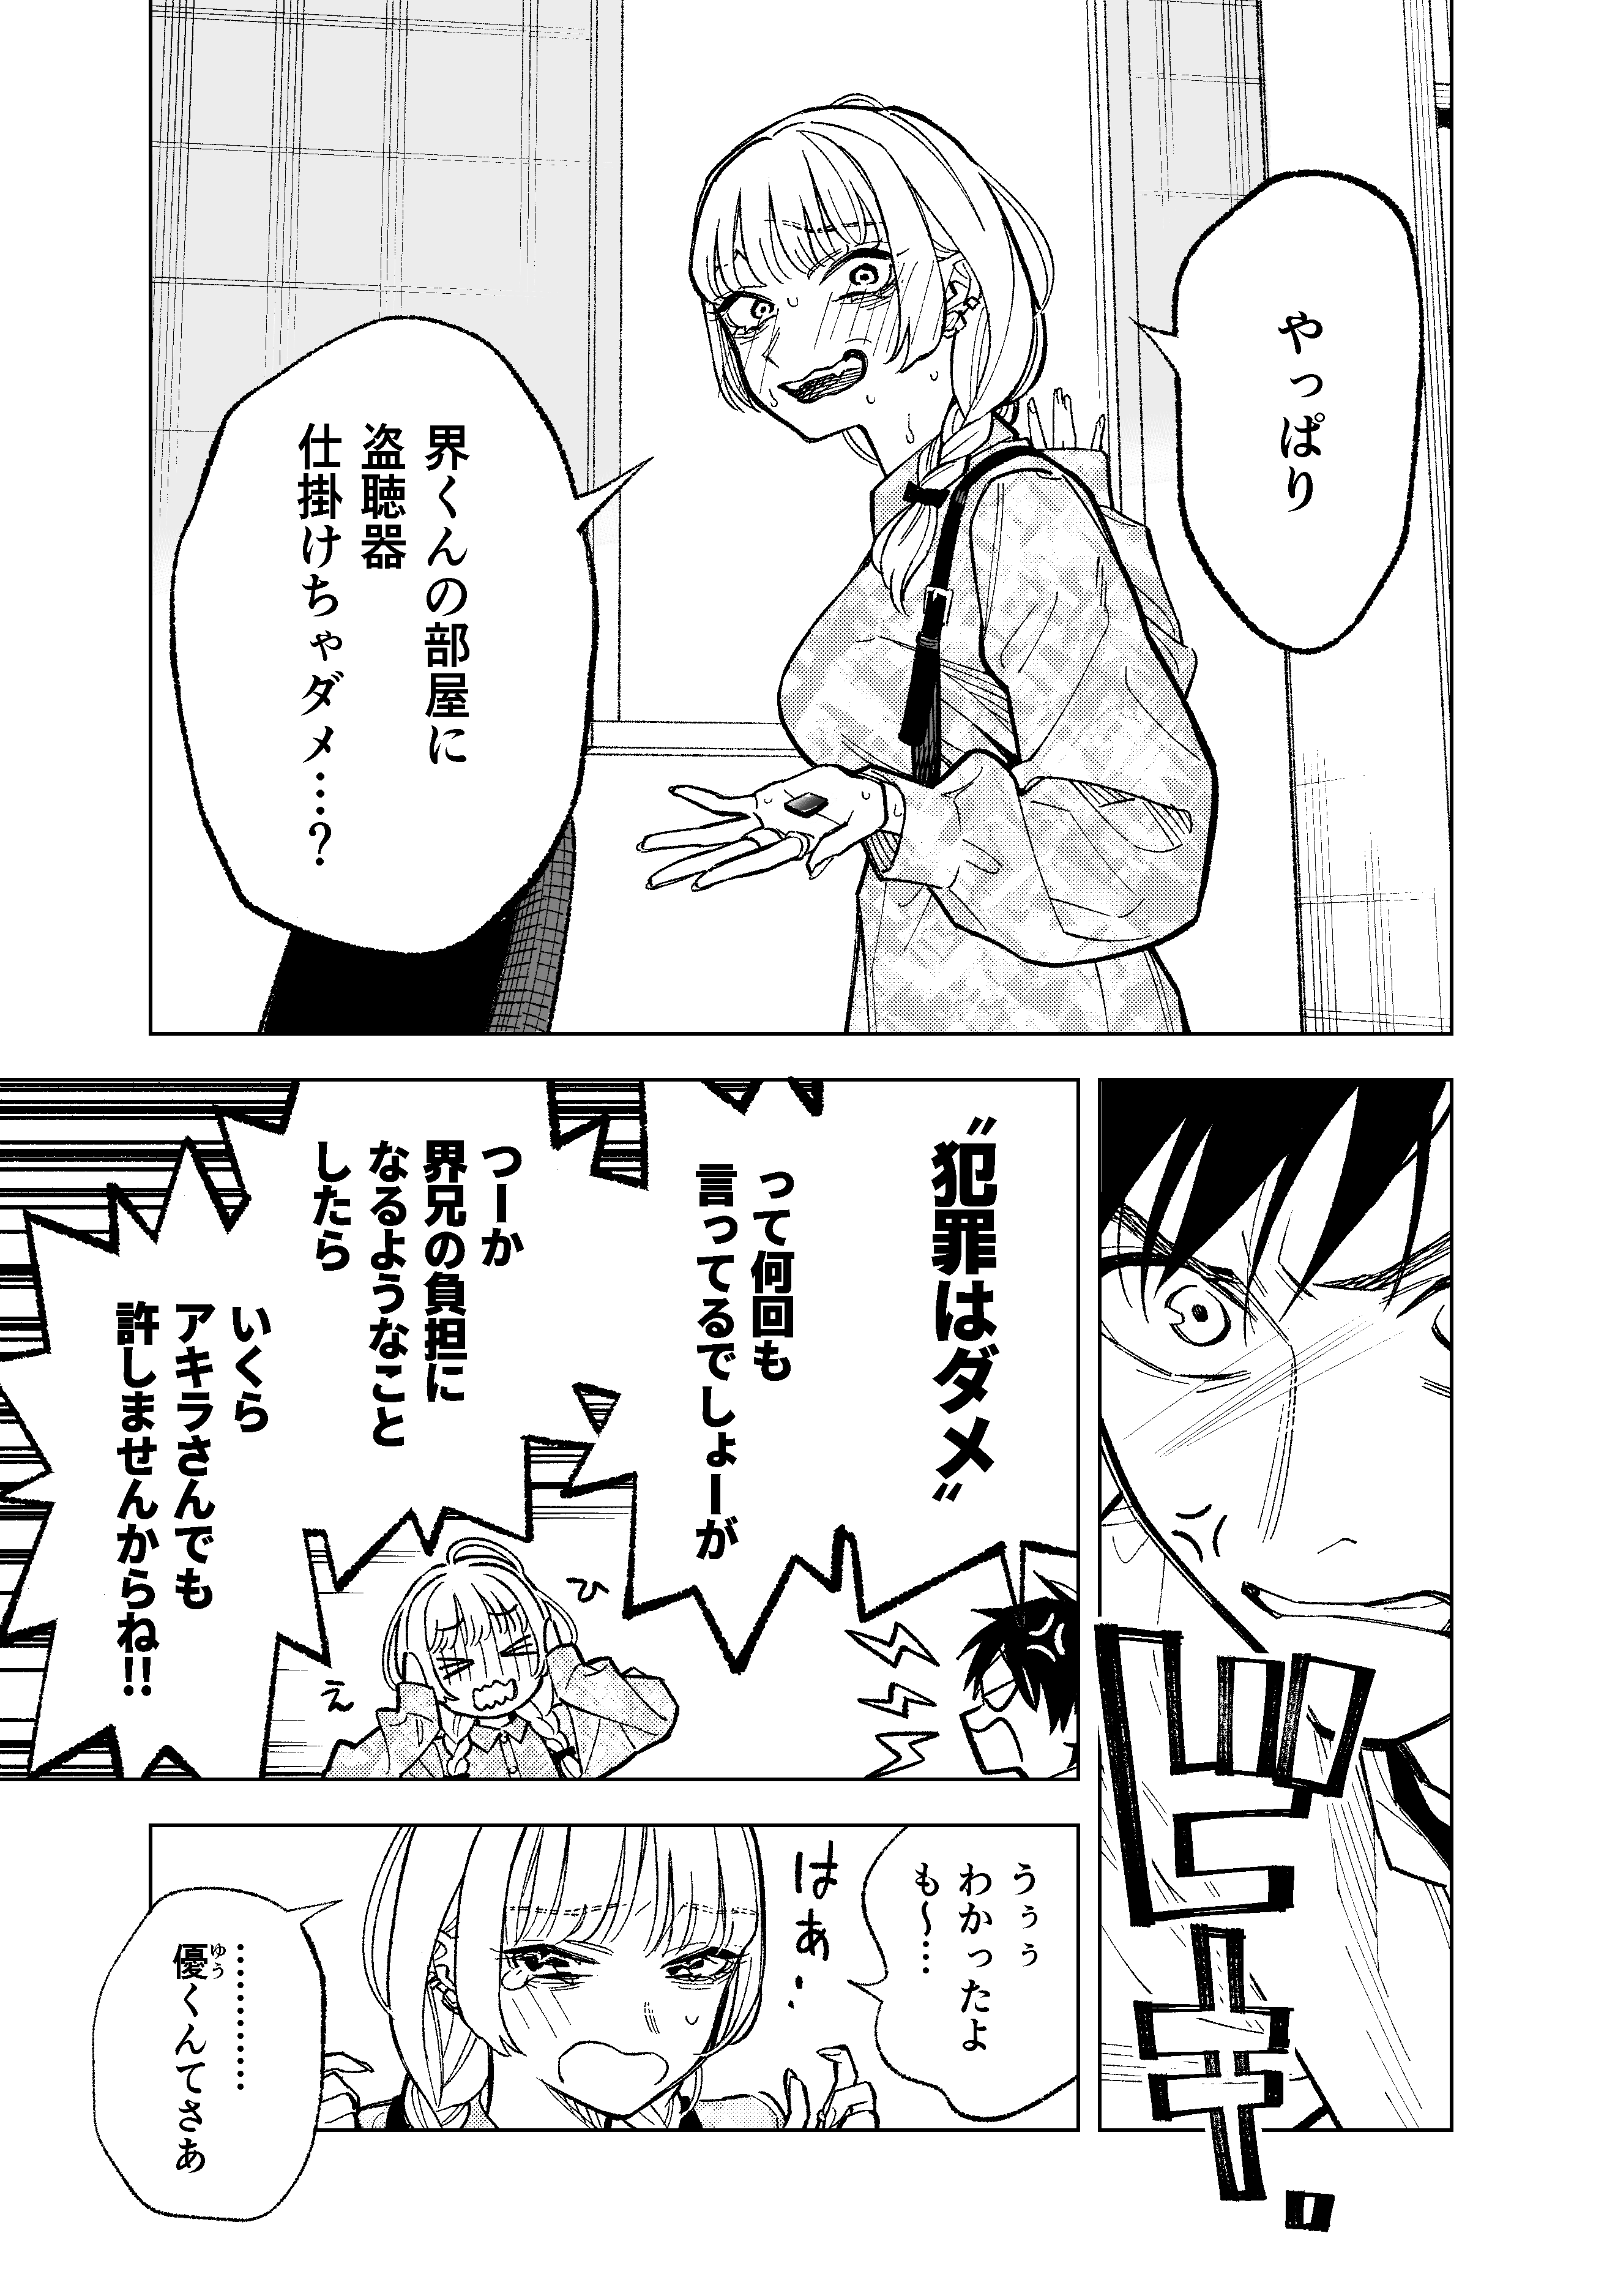 やっぱり
界くんの部屋に
盗聴器
仕掛けちゃダメ…?
ピキ
〝犯罪はダメ〟
って何回も
言ってるでしょーが
つーか
界兄の負担に
なるようなこと
したら
いくら
アキラさんでも
許しませんからね!!
ひ
え
うぅぅ
わかったよ
も〜…
はぁ
…………
優くんてさあ
ゆう